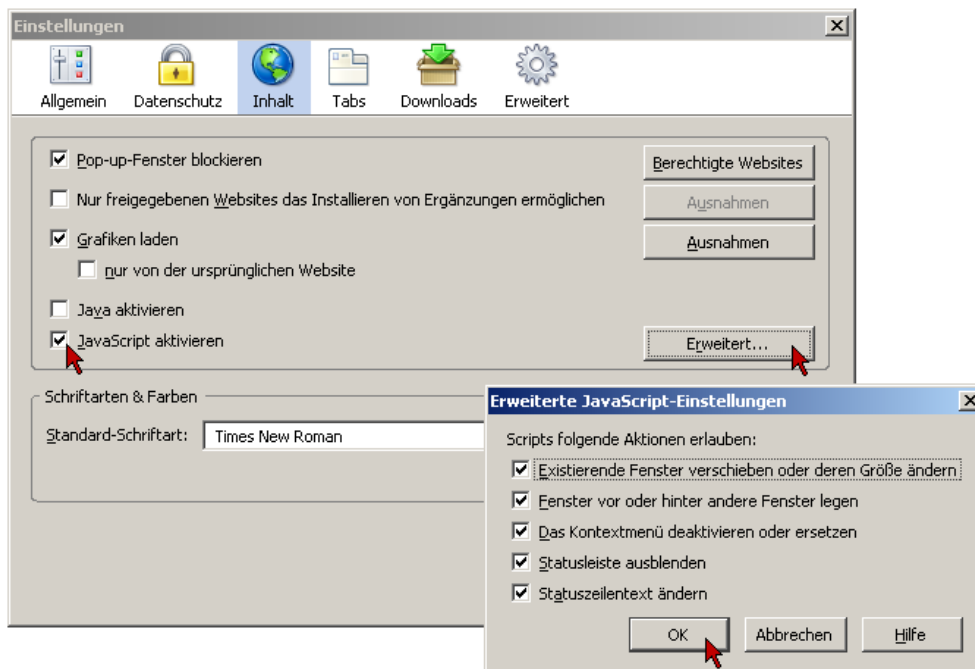 Einstellungen
Allgemein Datenschutz Inhalt Tabs Downloads Erweitert
Pop-up-Fenster blockieren Berechtigte Websites
Nur freigegebenen Websites das Installieren von Ergänzungen ermöglichen Ausnahmen
Grafiken laden Ausnahmen
nur von der ursprünglichen Website
Java aktivieren
JavaScript aktivieren Erweitert...
Schriftarten & Farben
Standard-Schriftart: Times New Roman
Erweiterte JavaScript-Einstellungen
Scripts folgende Aktionen erlauben:
Existierende Fenster verschieben oder deren Größe ändern
Fenster vor oder hinter andere Fenster legen
Das Kontextmenü deaktivieren oder ersetzen
Statusleiste ausblenden
Statuszeilentext ändern
OK Abbrechen Hilfe